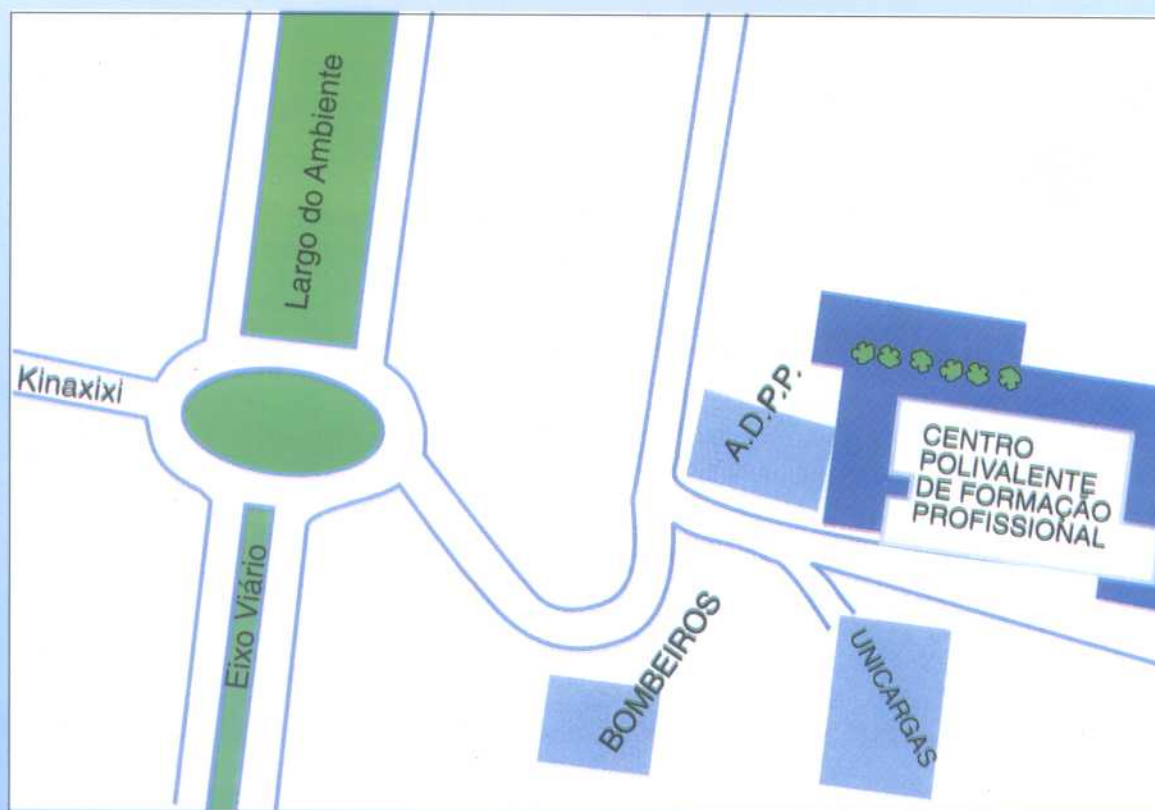 Largo do Ambiente
Kinaxixi
Eixo Viário
A.D.P.P.
CENTRO
POLIVALENTE
DE FORMAÇÃO
PROFISSIONAL
BOMBEIROS
UNICARGAS